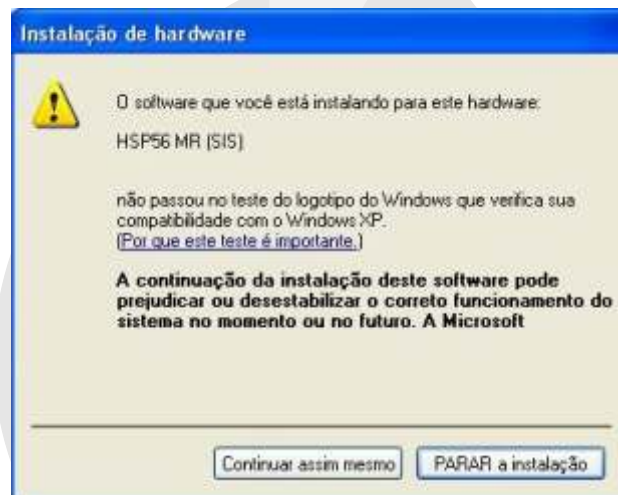 Instalação de hardware
O software que você está instalando para este hardware:
HSP56 MR (SIS)
não passou no teste do logotipo do Windows que verifica sua
compatibilidade com o Windows XP.
(Por que este teste é importante.)
A continuação da instalação deste software pode
prejudicar ou desestabilizar o correto funcionamento do
sistema no momento ou no futuro. A Microsoft
Continuar assim mesmo PARAR a instalação